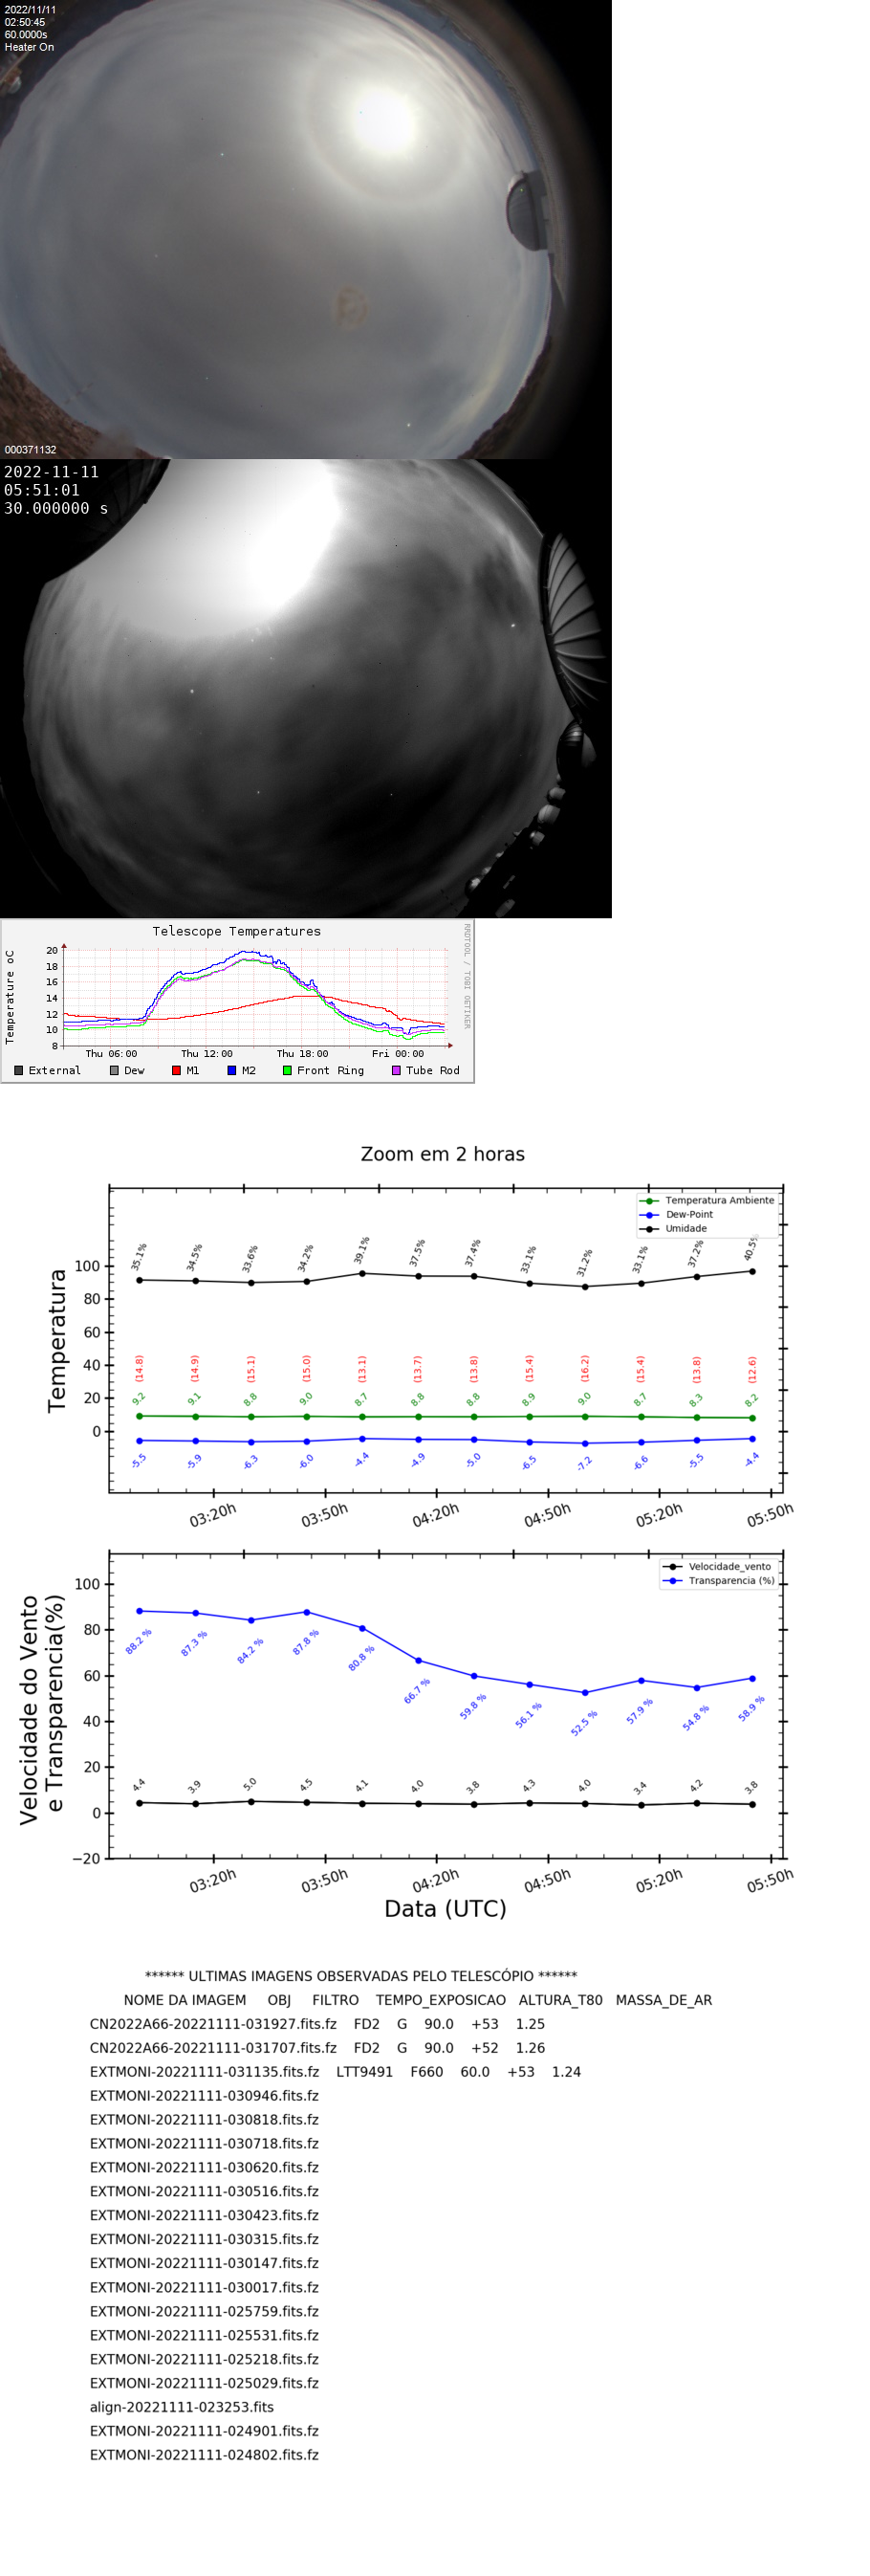 2022/11/11
02:50:45
60.0000s
Heater On
000371132
2022-11-11
05:51:01
30.000000 s
Telescope Temperatures
RRDTOOL / TOBI OETIKER
Temperature oC
20
18
16
14
12
10
8
Thu 06:00 Thu 12:00 Thu 18:00 Fri 00:00
External Dew M1 M2 Front Ring Tube Rod
Zoom em 2 horas
Temperatura Ambiente
Dew-Point
Umidade
Temperatura
100
80
60
40
20
0
35.1% 34.5% 33.6% 34.2% 39.1% 37.5% 37.4% 33.1% 31.2% 33.1% 37.2% 40.5%
(14.8) (14.9) (15.1) (15.0) (13.1) (13.7) (13.8) (15.4) (16.2) (15.4) (13.8) (12.6)
9.2 9.1 8.8 9.0 8.7 8.8 8.8 8.9 9.0 8.7 8.3 8.2
-5.5 -5.9 -6.3 -6.0 -4.4 -4.9 -5.0 -6.5 -7.2 -6.6 -5.5 -4.4
03:20h 03:50h 04:20h 04:50h 05:20h 05:50h
Velocidade_vento
Transparencia (%)
Velocidade do Vento
e Transparencia(%)
100
80
60
40
20
0
−20
88.2 % 87.3 % 84.2 % 87.8 % 80.8 % 66.7 % 59.8 % 56.1 % 52.5 % 57.9 % 54.8 % 58.9 %
4.4 3.9 5.0 4.5 4.1 4.0 3.8 4.3 4.0 3.4 4.2 3.8
03:20h 03:50h 04:20h 04:50h 05:20h 05:50h
Data (UTC)
****** ULTIMAS IMAGENS OBSERVADAS PELO TELESCÓPIO ******
NOME DA IMAGEM OBJ FILTRO TEMPO_EXPOSICAO ALTURA_T80 MASSA_DE_AR
CN2022A66-20221111-031927.fits.fz FD2 G 90.0 +53 1.25
CN2022A66-20221111-031707.fits.fz FD2 G 90.0 +52 1.26
EXTMONI-20221111-031135.fits.fz LTT9491 F660 60.0 +53 1.24
EXTMONI-20221111-030946.fits.fz
EXTMONI-20221111-030818.fits.fz
EXTMONI-20221111-030718.fits.fz
EXTMONI-20221111-030620.fits.fz
EXTMONI-20221111-030516.fits.fz
EXTMONI-20221111-030423.fits.fz
EXTMONI-20221111-030315.fits.fz
EXTMONI-20221111-030147.fits.fz
EXTMONI-20221111-030017.fits.fz
EXTMONI-20221111-025759.fits.fz
EXTMONI-20221111-025531.fits.fz
EXTMONI-20221111-025218.fits.fz
EXTMONI-20221111-025029.fits.fz
align-20221111-023253.fits
EXTMONI-20221111-024901.fits.fz
EXTMONI-20221111-024802.fits.fz